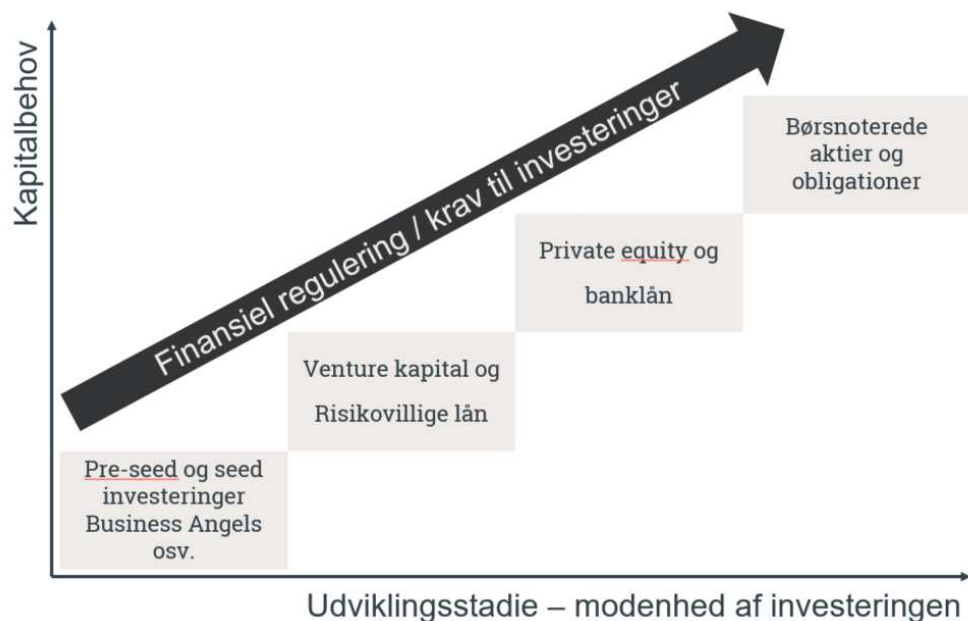 Kapitalbehov
Finansiel regulering / krav til investeringer
Børsnoterede
aktier og
obligationer
Private equity og
banklån
Venture kapital og
Risikovillige lån
Pre-seed og seed
investeringer
Business Angels
osv.
Udviklingsstadie – modenhed af investeringen